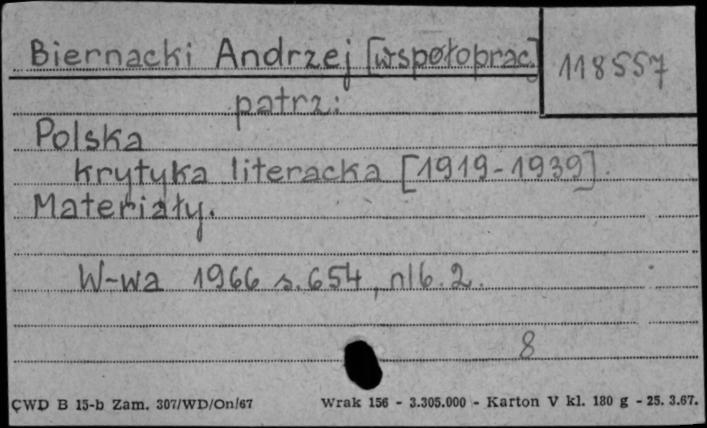 Biernacki Andrzej [wspołoprac.]
118557
patrz:
Polska
krytyka literacka [1919-1939].
Materiały.
W-wa 1966 s. 654, nlb. 2.
8
CWD B 15-b Zam. 307/WD/On/67 Wrak 156 - 3.305.000 - Karton V kl. 180 g - 25. 3.67.